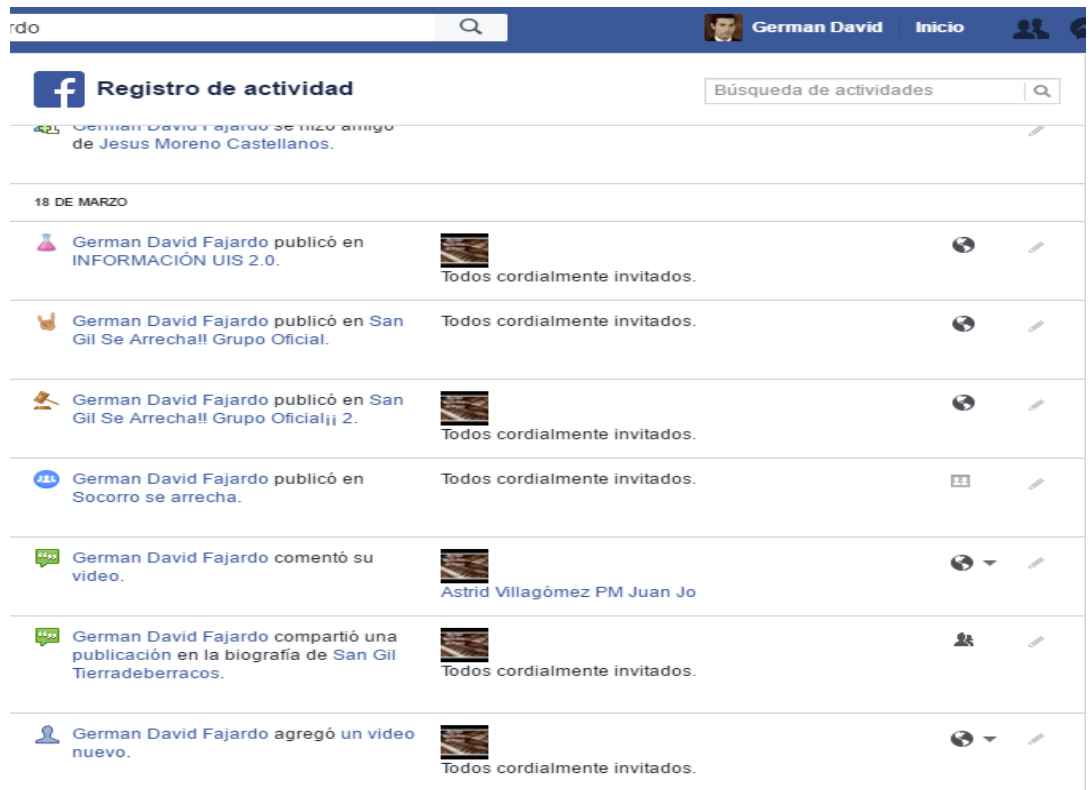 rdo
German David
Inicio
Registro de actividad
Búsqueda de actividades
German David Fajardo se hizo amigo
de Jesus Moreno Castellanos.
18 DE MARZO
German David Fajardo publicó en
INFORMACIÓN UIS 2.0.
Todos cordialmente invitados.
German David Fajardo publicó en San
Gil Se Arrecha!! Grupo Oficial.
Todos cordialmente invitados.
German David Fajardo publicó en San
Gil Se Arrecha!! Grupo Oficial¡¡ 2.
Todos cordialmente invitados.
German David Fajardo publicó en
Socorro se arrecha.
Todos cordialmente invitados.
German David Fajardo comentó su
video.
Astrid Villagómez PM Juan Jo
German David Fajardo compartió una
publicación en la biografía de San Gil
Tierradeberracos.
Todos cordialmente invitados.
German David Fajardo agregó un video
nuevo.
Todos cordialmente invitados.